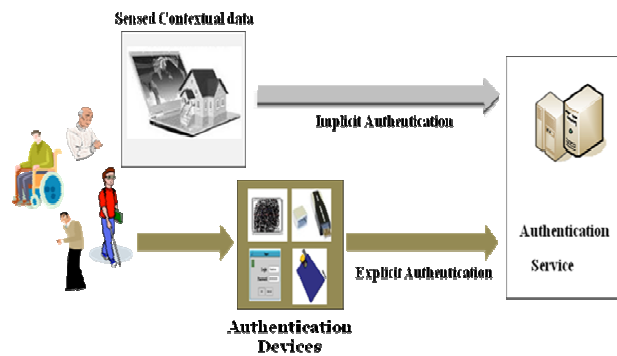 Sensed Contextual data
Implicit Authentication
Explicit Authentication
Authentication
Service
Authentication
Devices